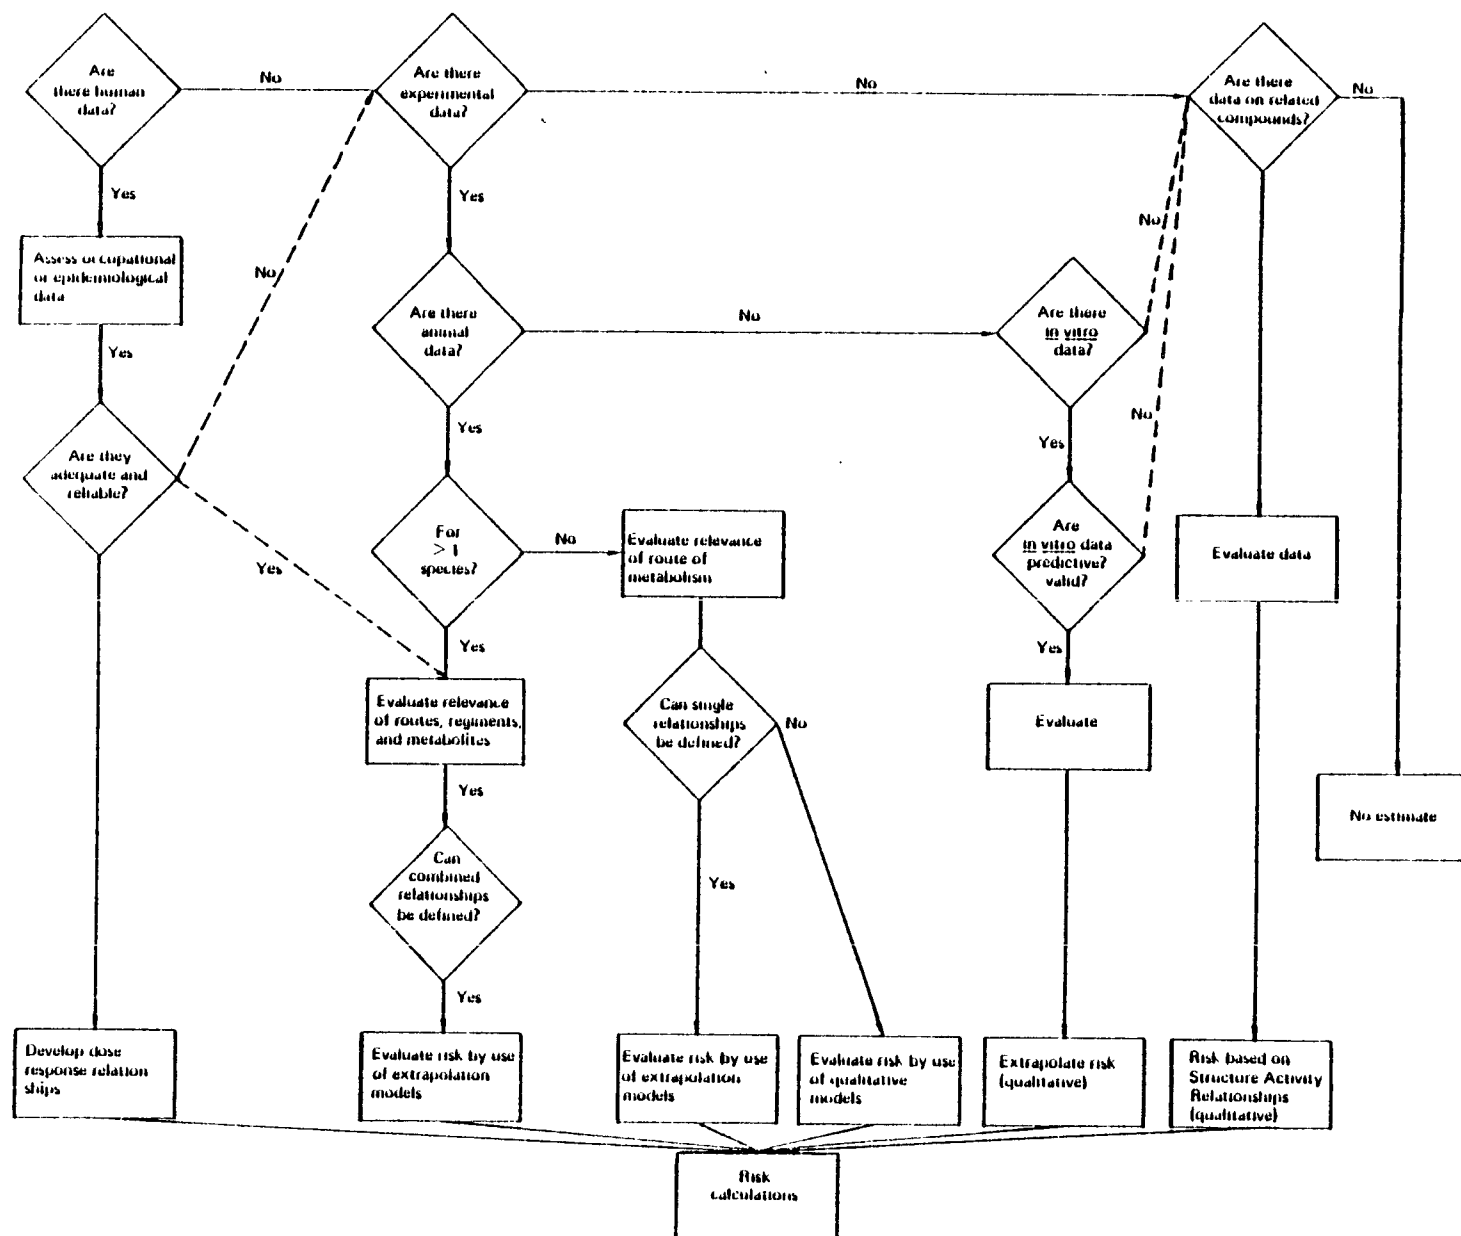 Are
there human
data?
No
Are there
experimental
data?
No
Are there
data on related
compounds?
No
Yes
Yes
Assess occupational
or epidemiological
data
No
No
Are there
animal
data?
No
Are there
in vitro
data?
Yes
No
Are they
adequate and
reliable?
Yes
Yes
For
> 1
species?
No
Evaluate relevance
of route of
metabolism
Are
in vitro data
predictive?
valid?
Evaluate data
Yes
Yes
Yes
Evaluate relevance
of routes, regiments,
and metabolites
Can single
relationships
be defined?
No
Evaluate
Yes
No estimate
Can
combined
relationships
be defined?
Yes
Yes
Develop dose
response relation
ships
Evaluate risk by use
of extrapolation
models
Evaluate risk by use
of extrapolation
models
Evaluate risk by use
of qualitative
models
Extrapolate risk
(qualitative)
Risk based on
Structure Activity
Relationships
(qualitative)
Risk
calculations